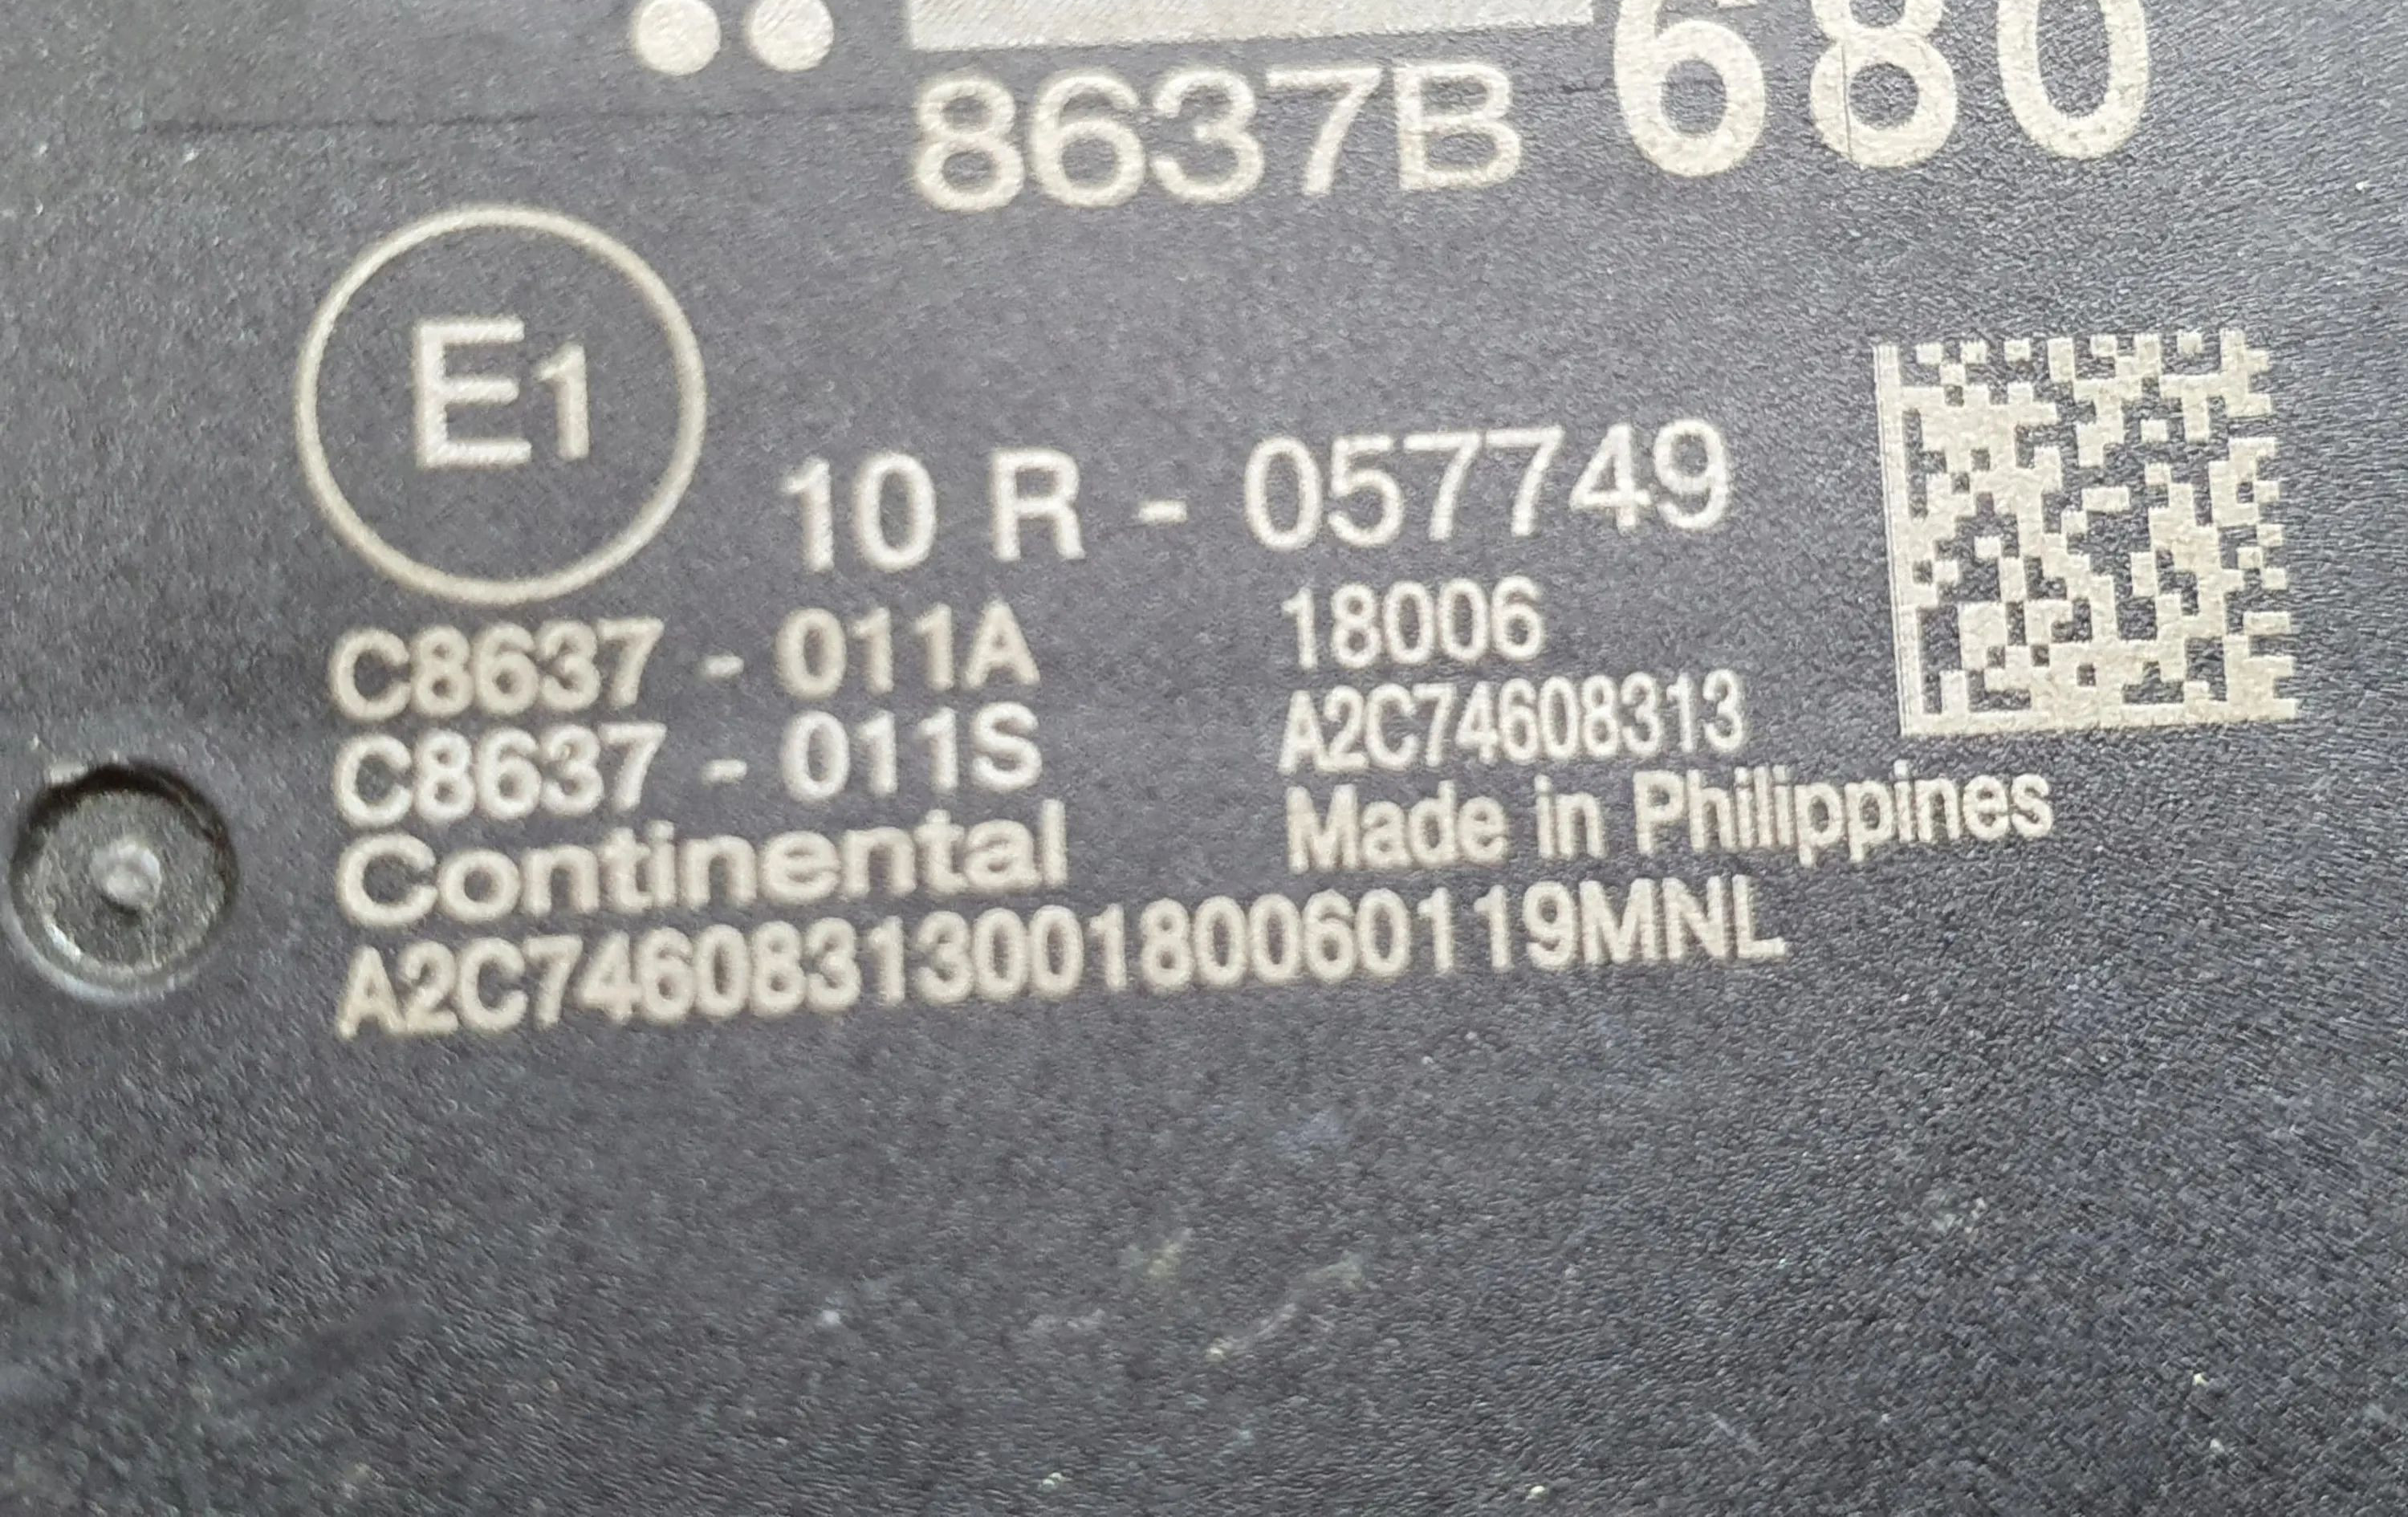 8637B 680
E1
10 R - 057749
C8637 - 011A 18006
C8637 - 011S A2C74608313
Continental Made in Philippines
A2C7460831300180060119MNL